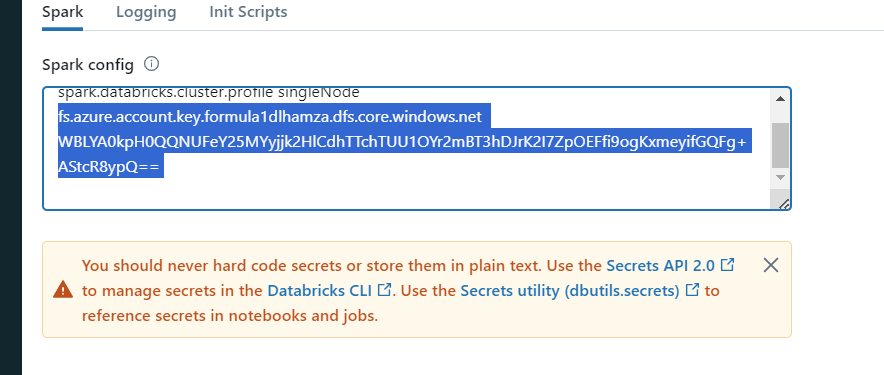 Spark
Logging
Init Scripts
Spark config
spark.databricks.cluster.profile singleNode
fs.azure.account.key.formula1dlhamza.dfs.core.windows.net
AStcR8ypQ==
You should never hard code secrets or store them in plain text. Use the Secrets API 2.0
to manage secrets in the Databricks CLI. Use the Secrets utility (dbutils.secrets) to
reference secrets in notebooks and jobs.